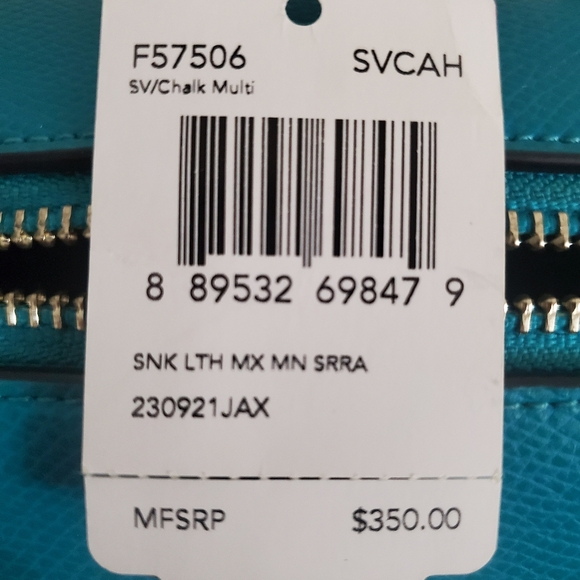 F57506 SVCAH
SV/Chalk Multi
8 89532 69847 9
SNK LTH MX MN SRRA
230921JAX
MFSRP $350.00